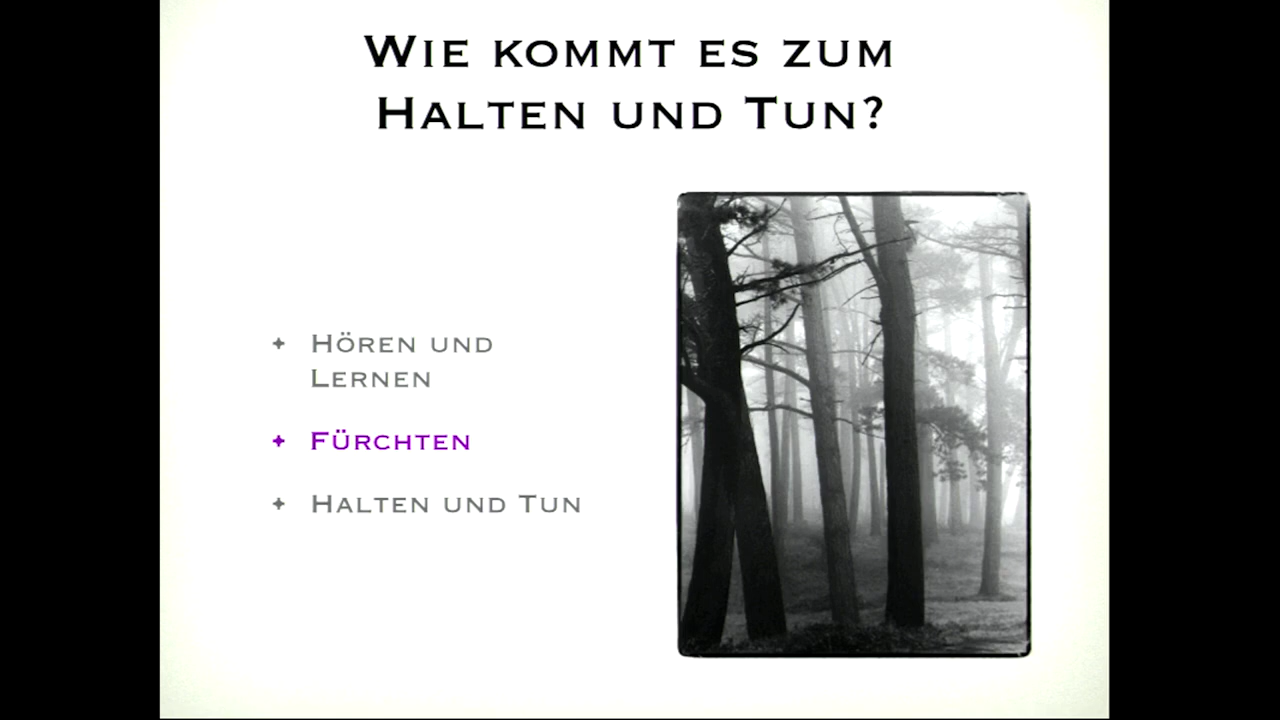 Wie kommt es zum
Halten und Tun?
Hören und
Lernen
Fürchten
Halten und Tun